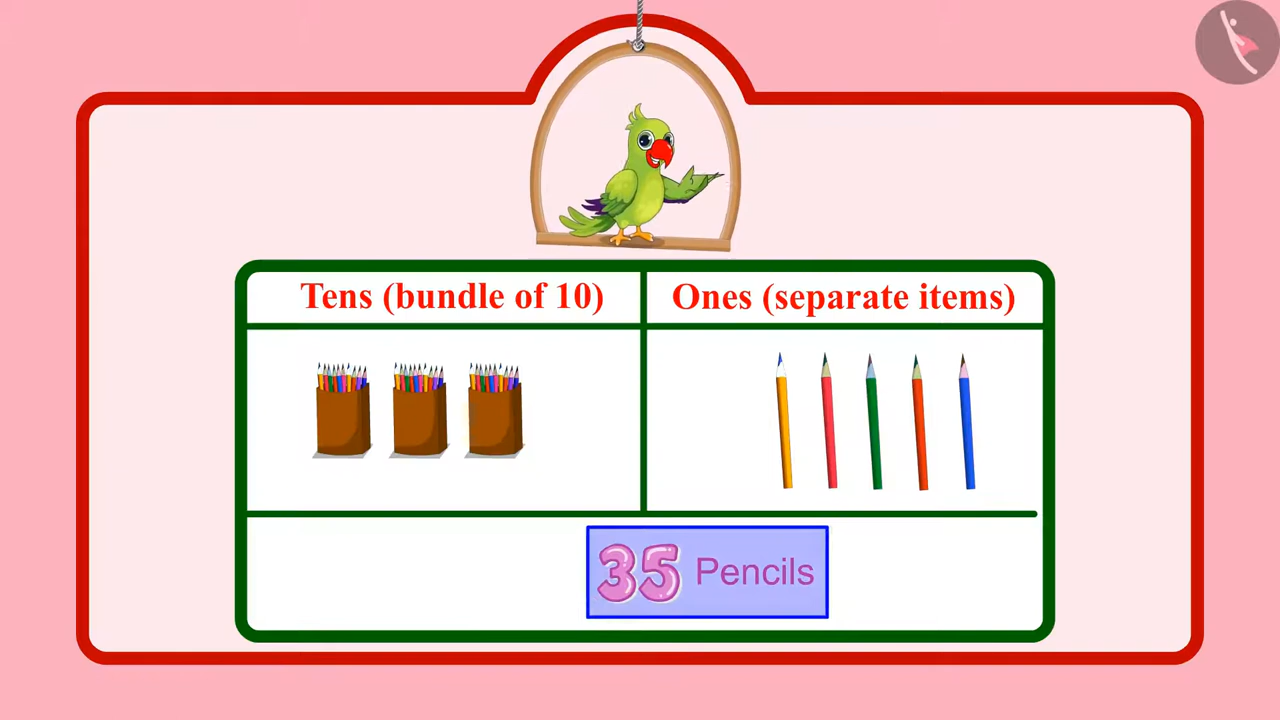 Tens (bundle of 10)
Ones (separate items)
35 Pencils